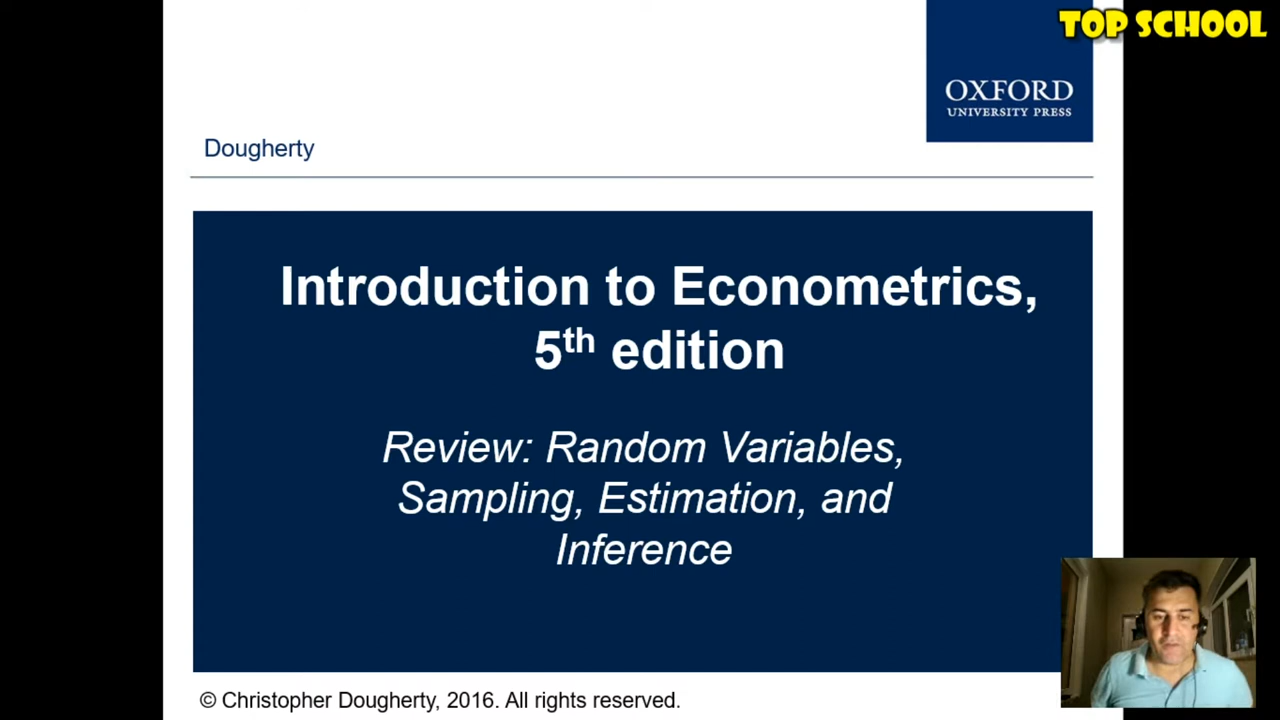 TOP SCHOOL
OXFORD
UNIVERSITY PRESS
Dougherty
Introduction to Econometrics,
5th edition
Review: Random Variables,
Sampling, Estimation, and
Inference
© Christopher Dougherty, 2016. All rights reserved.